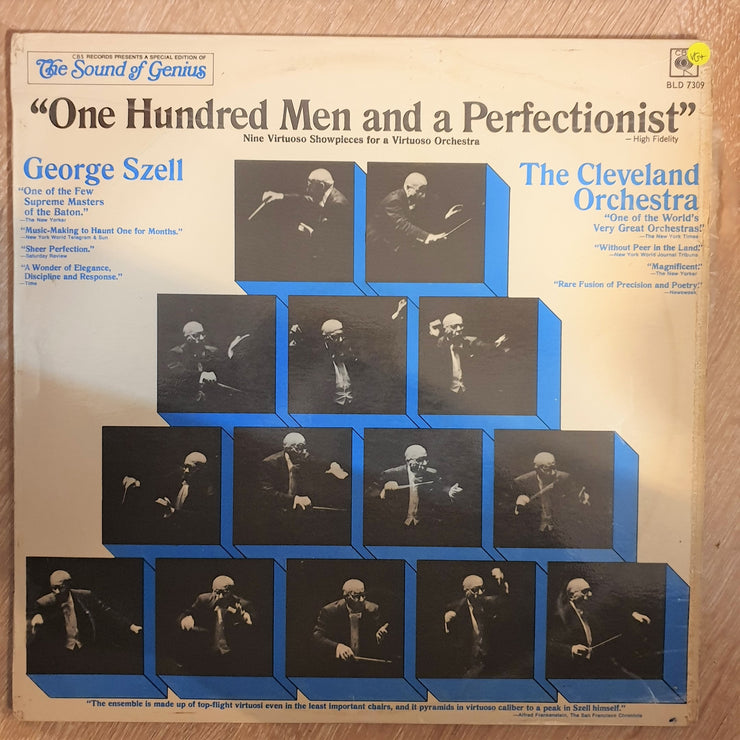 CBS RECORDS PRESENTS A SPECIAL EDITION OF
The Sound of Genius
CBS
VG+
BLD 7309
“One Hundred Men and a Perfectionist”
—High Fidelity
Nine Virtuoso Showpieces for a Virtuoso Orchestra
George Szell
“One of the Few
Supreme Masters
of the Baton.”
—The New Yorker
“Music-Making to Haunt One for Months.”
—New York World Telegram & Sun
“Sheer Perfection.”
—Saturday Review
“A Wonder of Elegance,
Discipline and Response.”
—Time
The Cleveland
Orchestra
“One of the World's
Very Great Orchestras!”
—The New York Times
“Without Peer in the Land.”
—New York World Journal Tribune
“Magnificent.”
—The New Yorker
“Rare Fusion of Precision and Poetry.”
—Newsweek
“The ensemble is made up of top-flight virtuosi even in the least important chairs, and it pyramids in virtuoso caliber to a peak in Szell himself.”
—Alfred Frankenstein, The San Francisco Chronicle